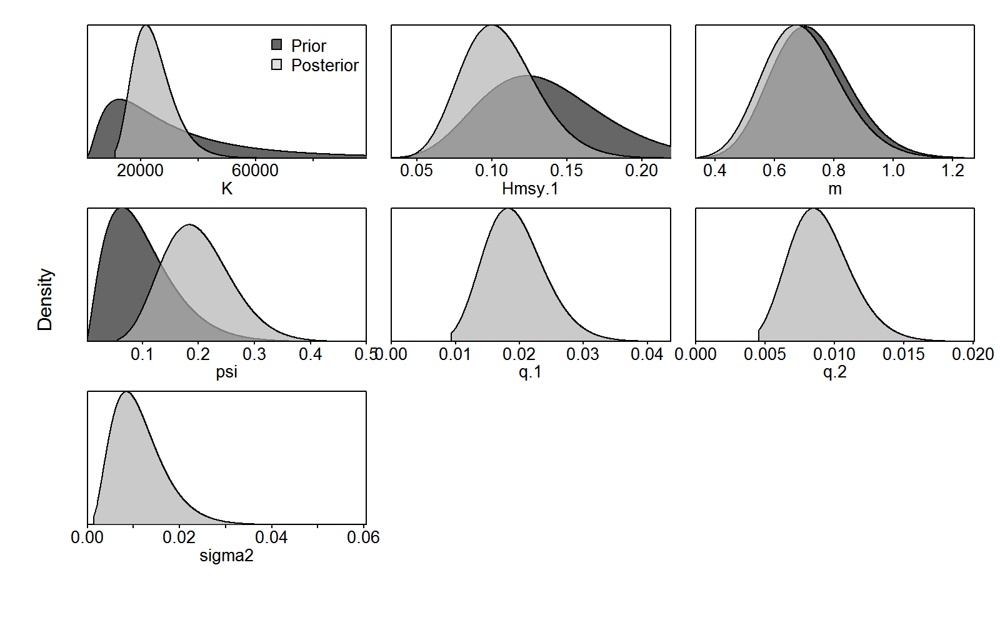 Prior
Posterior
20000 60000
K
0.05 0.10 0.15 0.20
Hmsy.1
0.4 0.6 0.8 1.0 1.2
m
Density
0.1 0.2 0.3 0.4 0.5
psi
0.00 0.01 0.02 0.03 0.04
q.1
0.000 0.005 0.010 0.015 0.020
q.2
0.00 0.02 0.04 0.06
sigma2